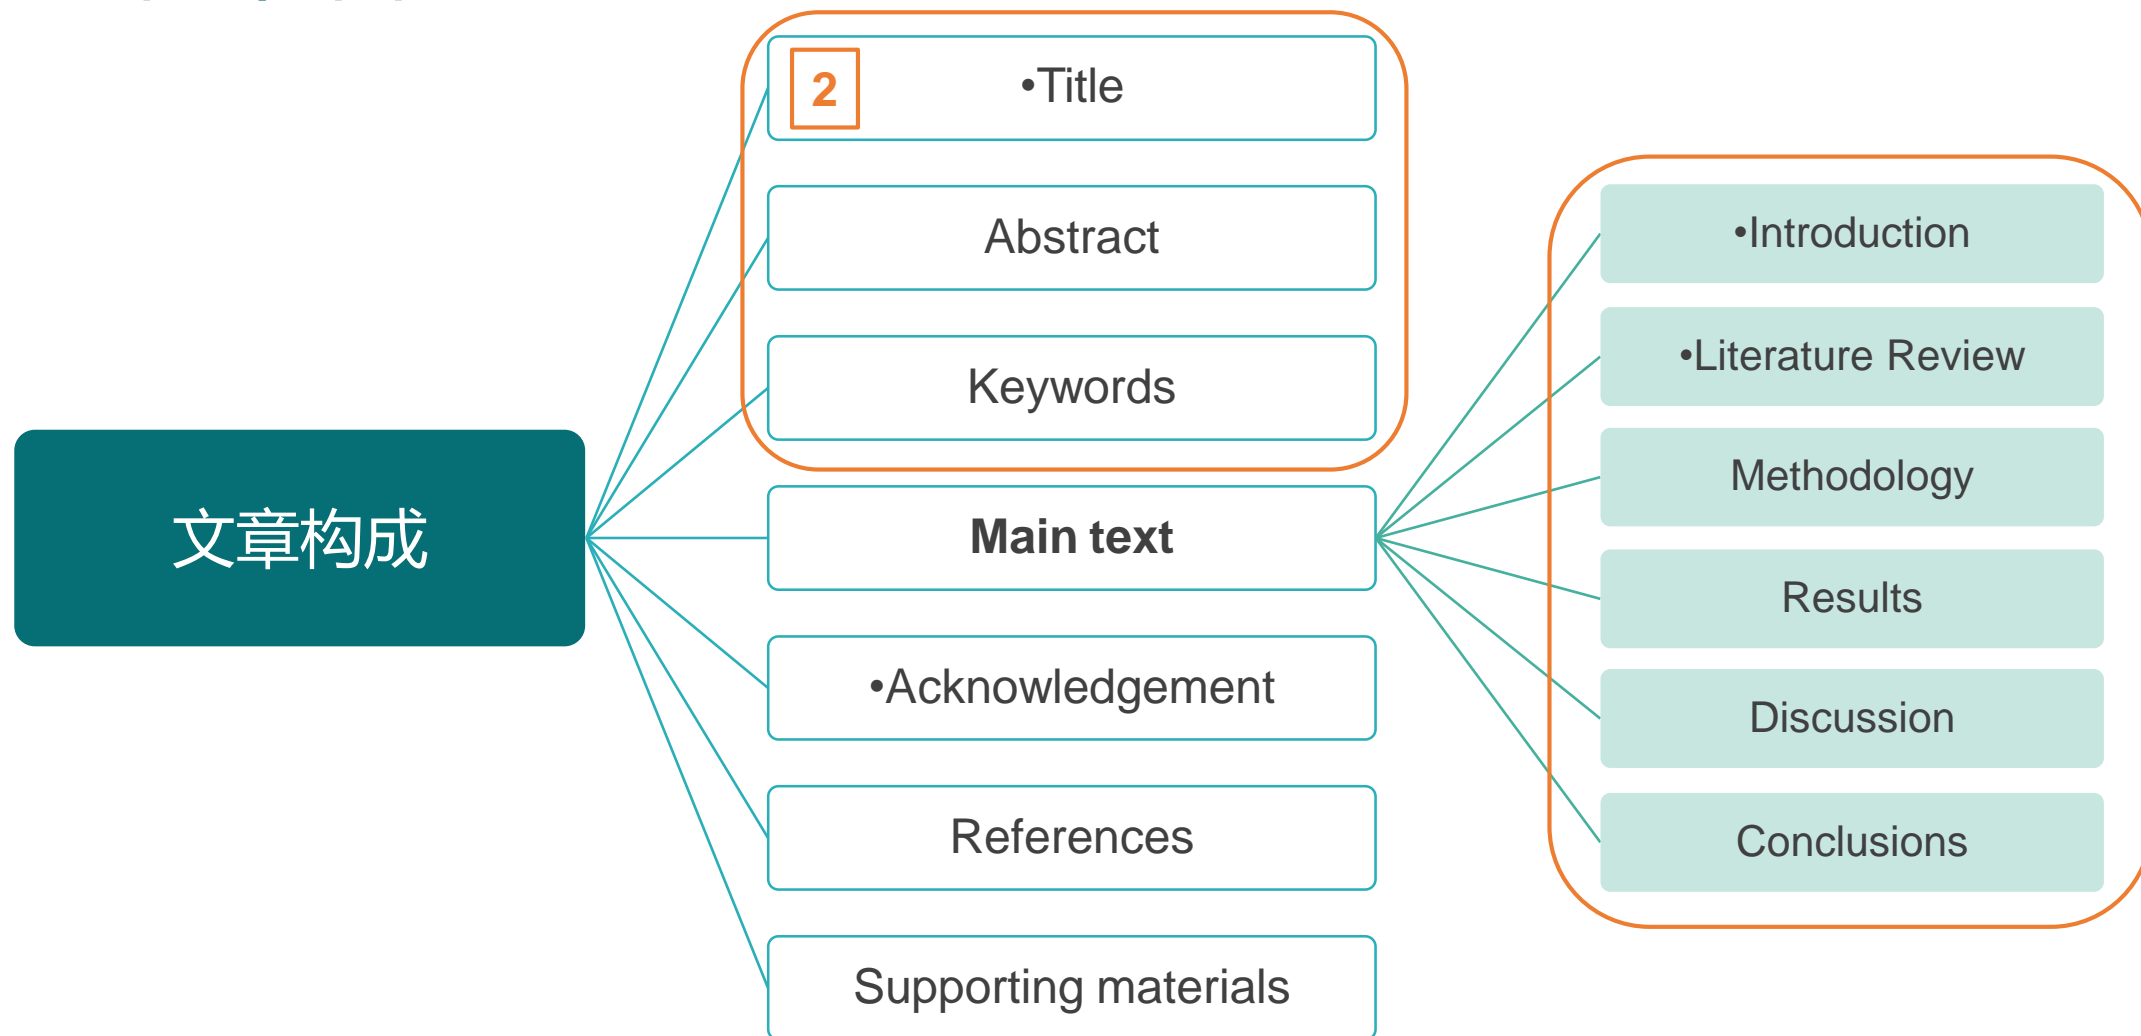 2
•Title
Abstract
Keywords
文章构成
Main text
•Acknowledgement
References
Supporting materials
•Introduction
•Literature Review
Methodology
Results
Discussion
Conclusions